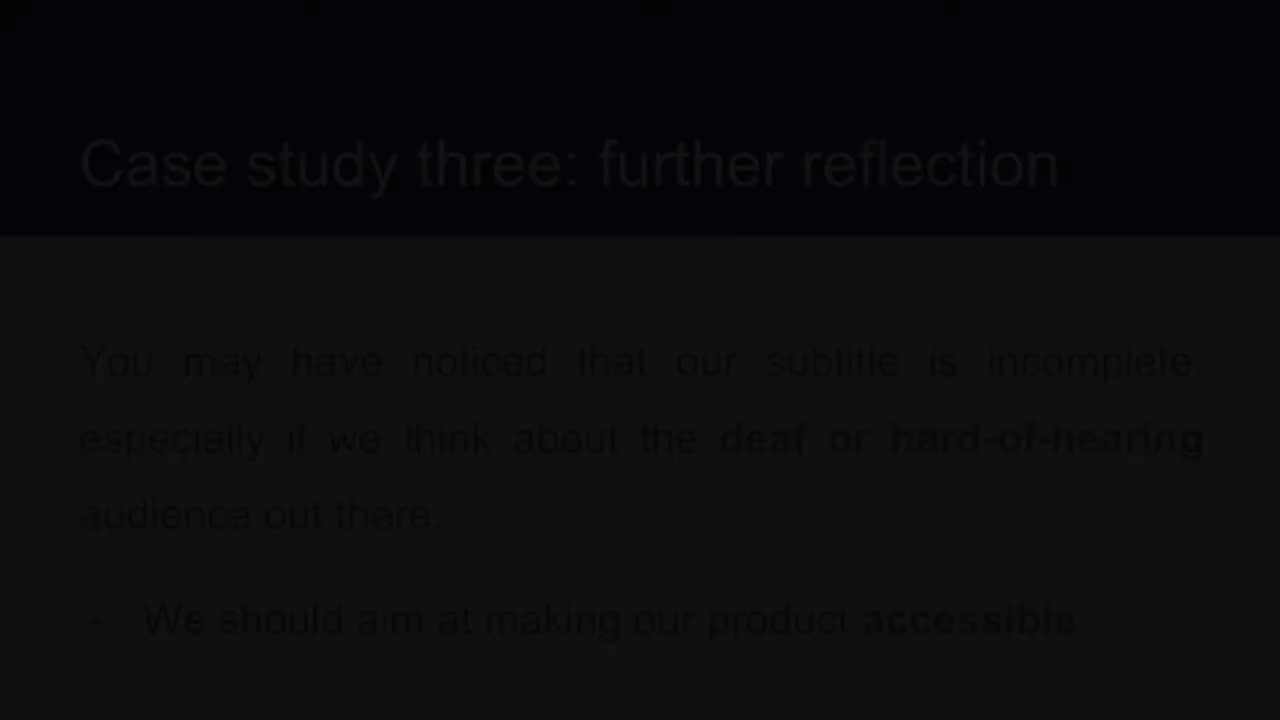 Case study three: further reflection
You may have noticed that our subtitle is incomplete,
especially if we think about the deaf or hard-of-hearing
audience out there.
- We should aim at making our product accessible